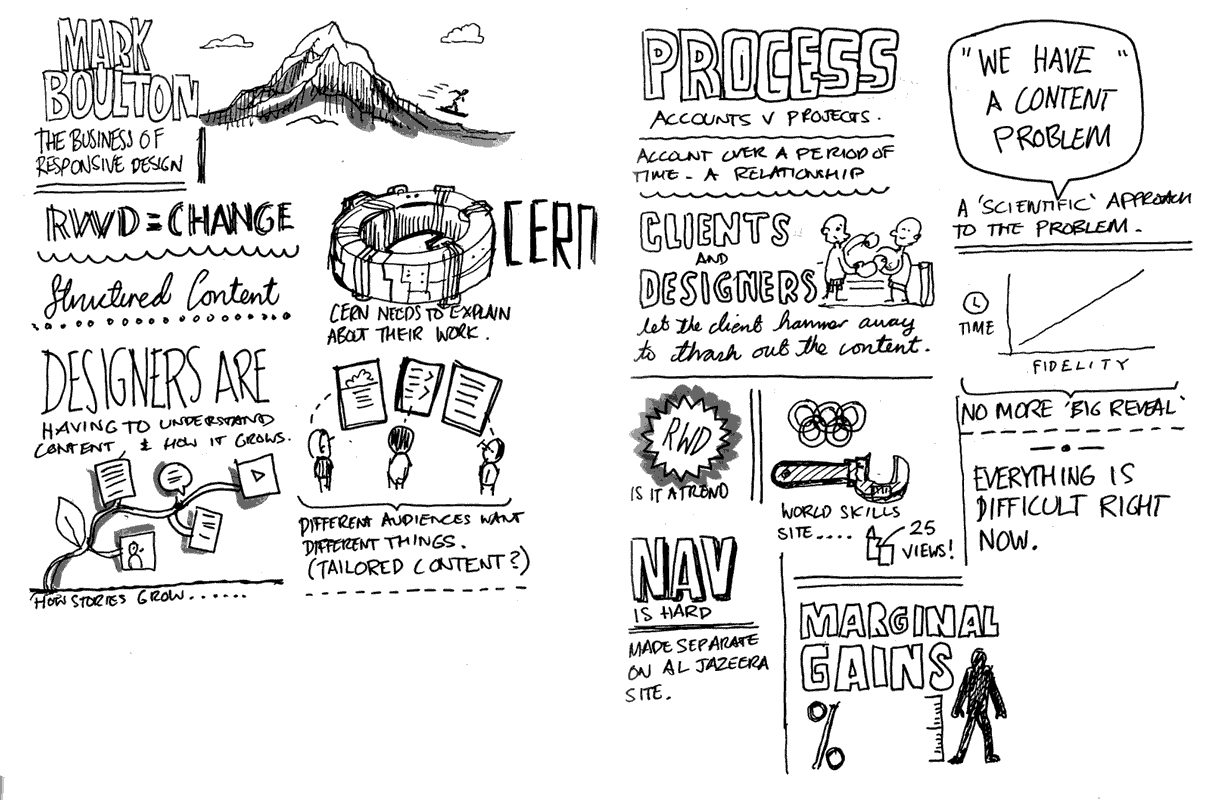 MARK
BOULTON
THE BUSINESS OF
RESPONSIVE DESIGN
RWD = CHANGE
Structured Content
DESIGNERS ARE
HAVING TO UNDERSTAND
CONTENT & HOW IT GROWS.
HOW STORIES GROW.......
CERN
CERN NEEDS TO EXPLAIN
ABOUT THEIR WORK.
DIFFERENT AUDIENCES WANT
DIFFERENT THINGS.
(TAILORED CONTENT?)
PROCESS
ACCOUNTS V PROJECTS.
ACCOUNT OVER A PERIOD OF
TIME - A RELATIONSHIP
CLIENTS
AND
DESIGNERS
let the client hammer away
to thrash out the content.
RWD
IS IT A TREND
NAV
IS HARD
MADE SEPARATE
ON AL JAZEERA
SITE.
WORLD SKILLS
SITE....
25
VIEWS!
MARGINAL
GAINS
%
"WE HAVE "
A CONTENT
PROBLEM
A 'SCIENTIFIC' APPROACH
TO THE PROBLEM.
TIME
FIDELITY
NO MORE 'BIG REVEAL'
EVERYTHING IS
DIFFICULT RIGHT
NOW.